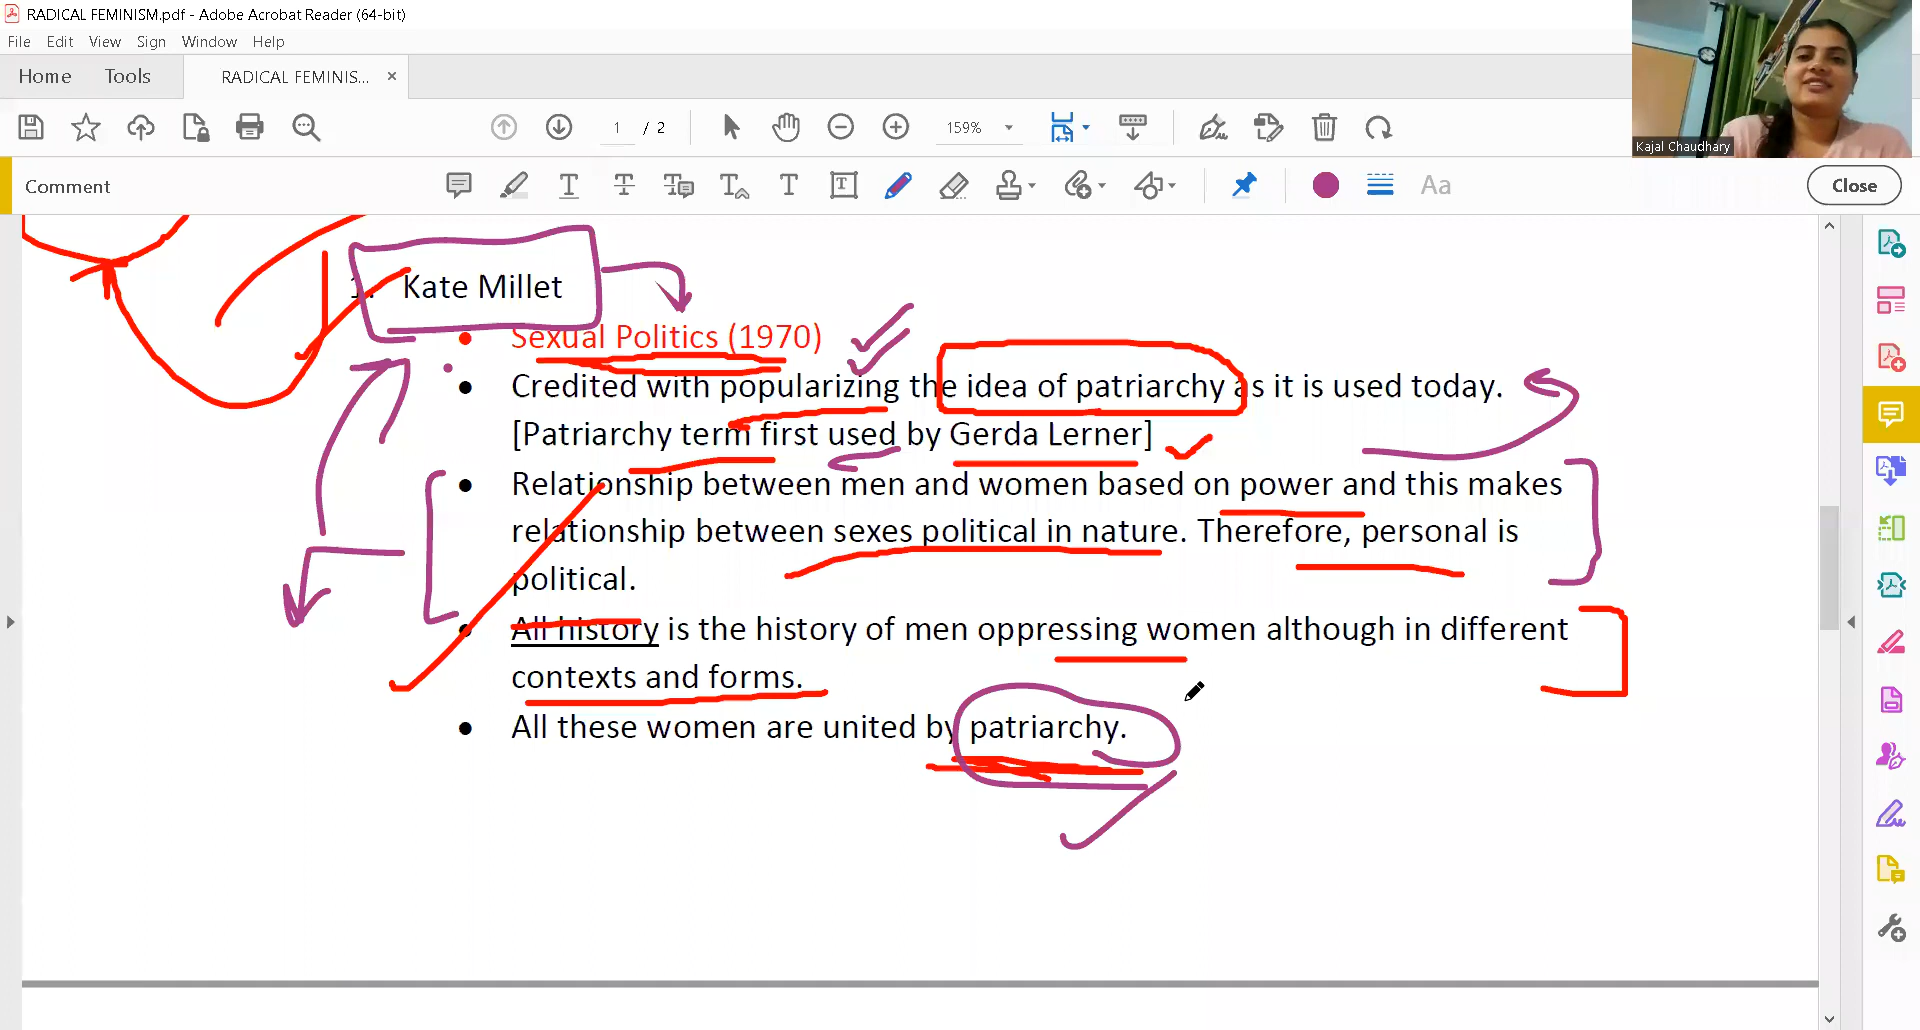 RADICAL FEMINISM.pdf - Adobe Acrobat Reader (64-bit)
File Edit View Sign Window Help
Home Tools RADICAL FEMINIS... ×
1 / 2 159%
Kajal Chaudhary
Comment
Close
1. Kate Millet
Sexual Politics (1970)
Credited with popularizing the idea of patriarchy as it is used today.
[Patriarchy term first used by Gerda Lerner]
Relationship between men and women based on power and this makes
relationship between sexes political in nature. Therefore, personal is
political.
All history is the history of men oppressing women although in different
contexts and forms.
All these women are united by patriarchy.